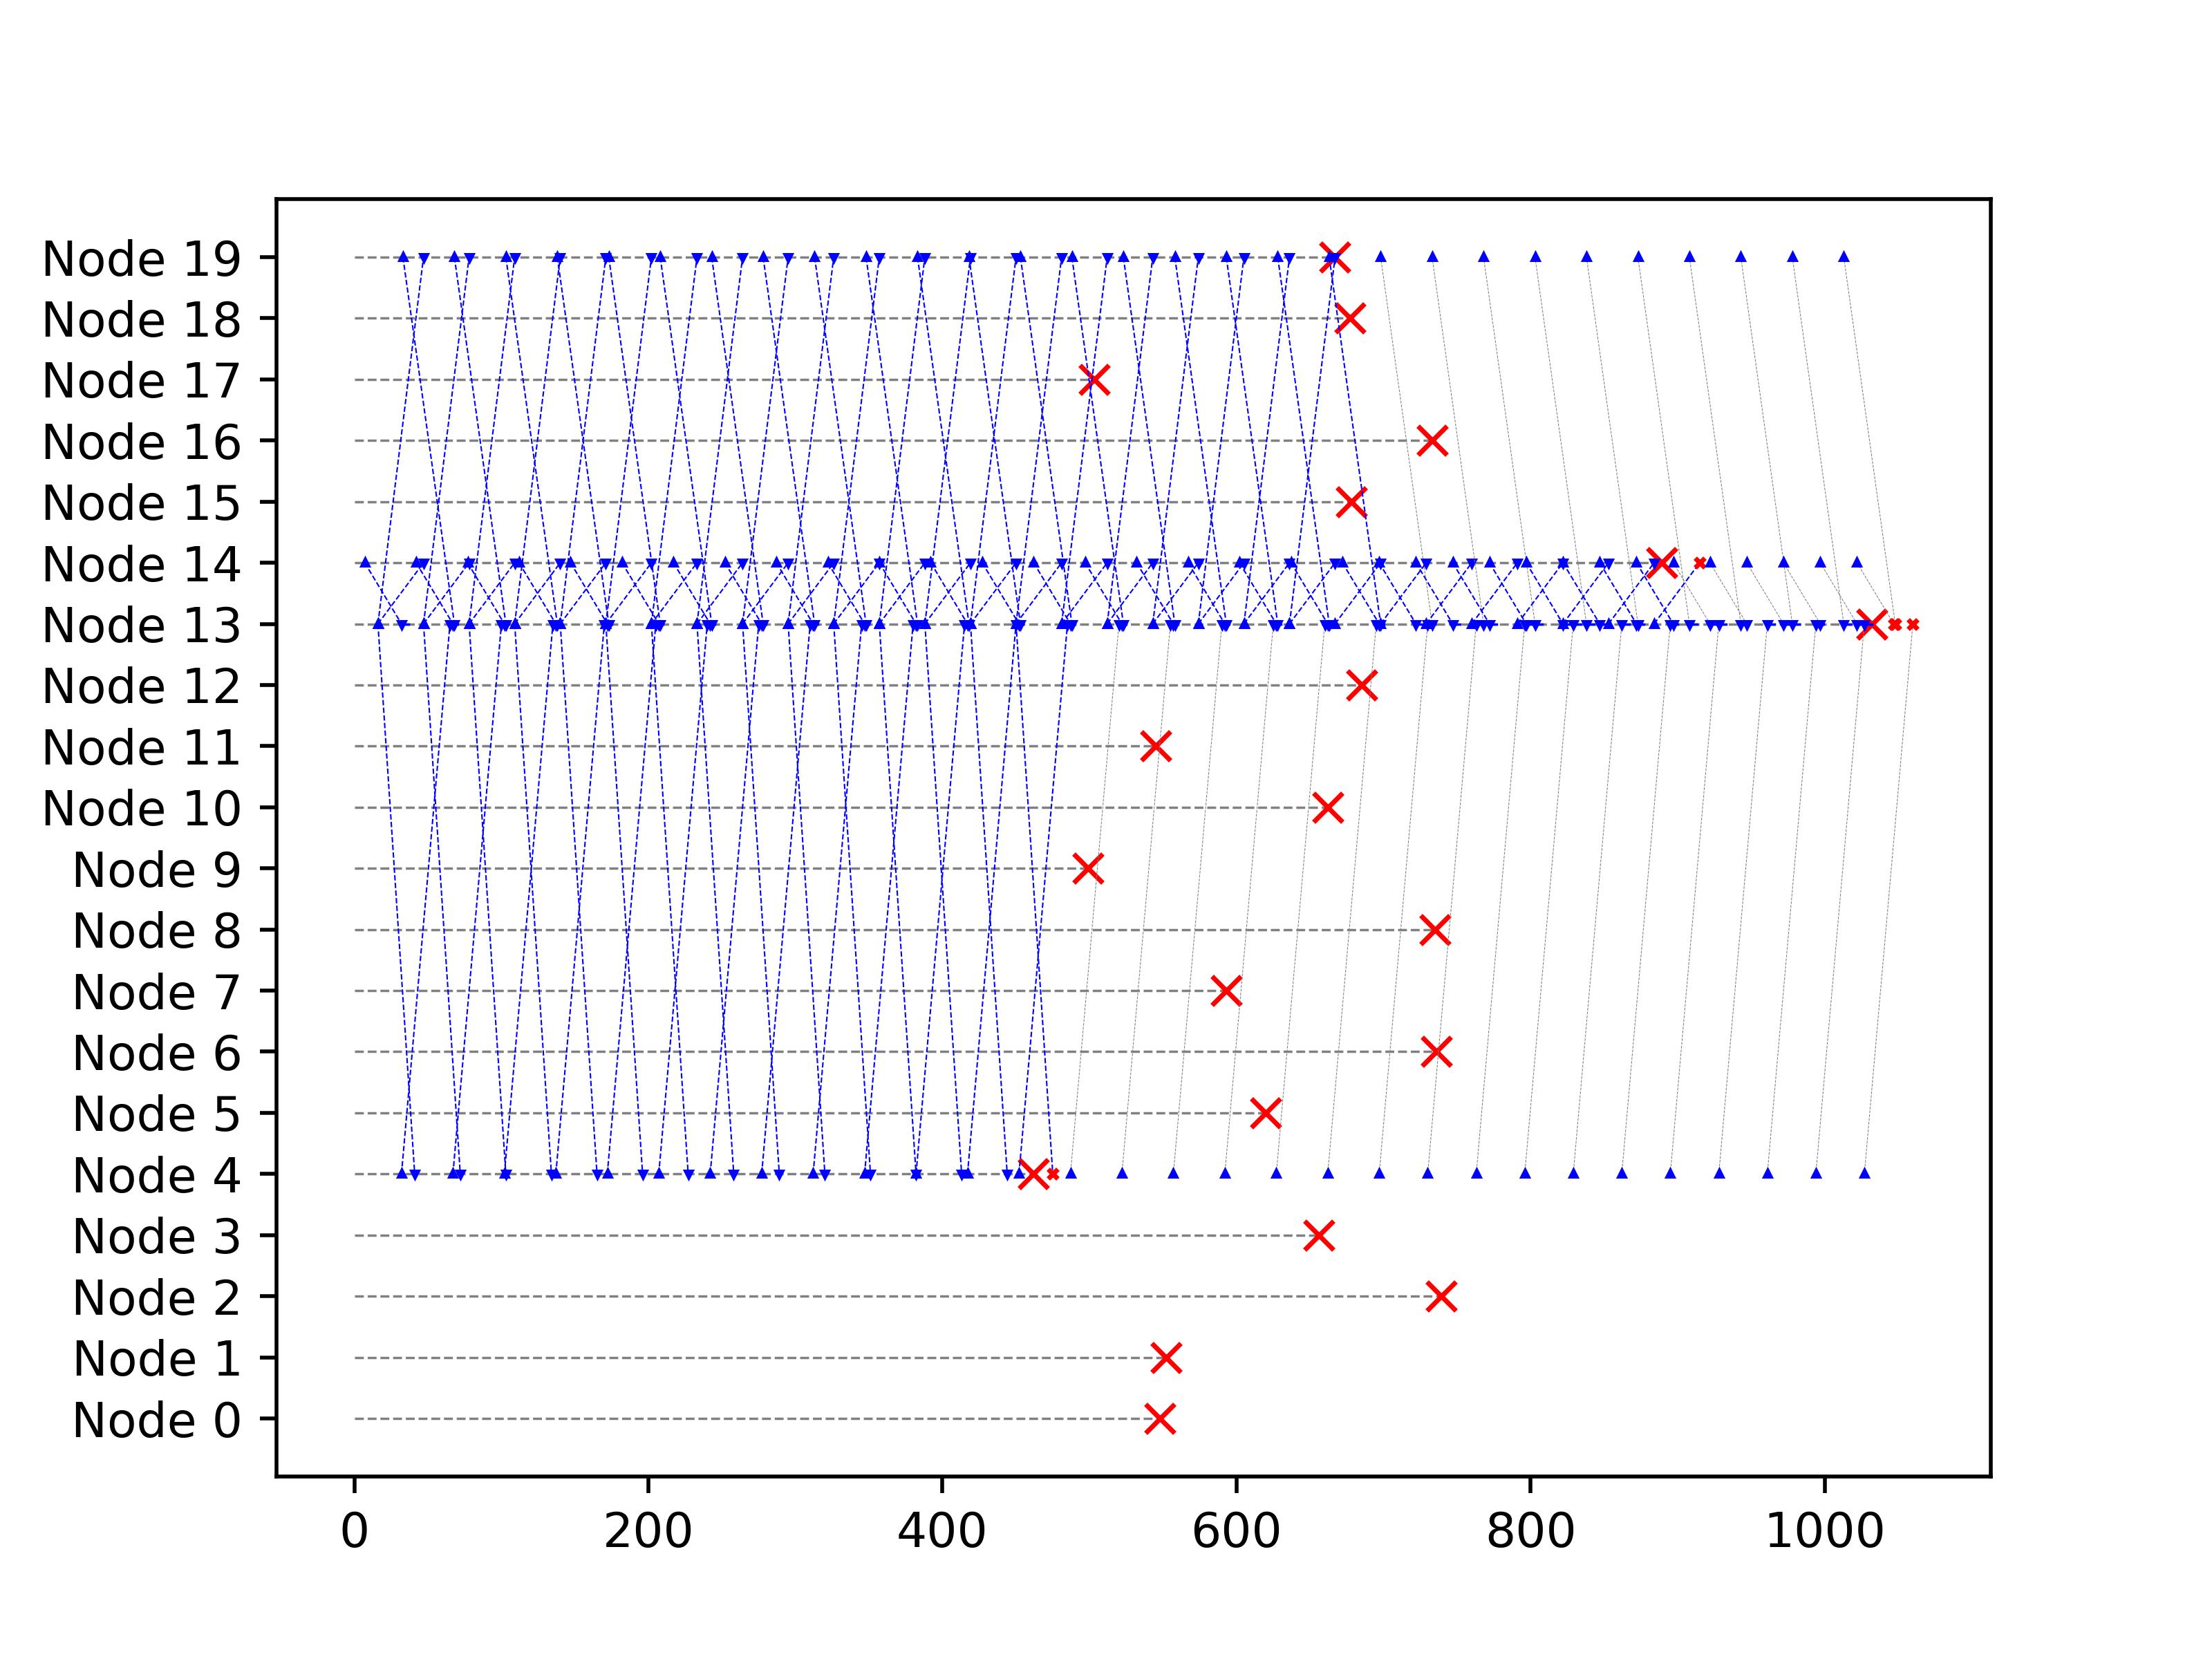 Node 19
Node 18
Node 17
Node 16
Node 15
Node 14
Node 13
Node 12
Node 11
Node 10
Node 9
Node 8
Node 7
Node 6
Node 5
Node 4
Node 3
Node 2
Node 1
Node 0
0 200 400 600 800 1000